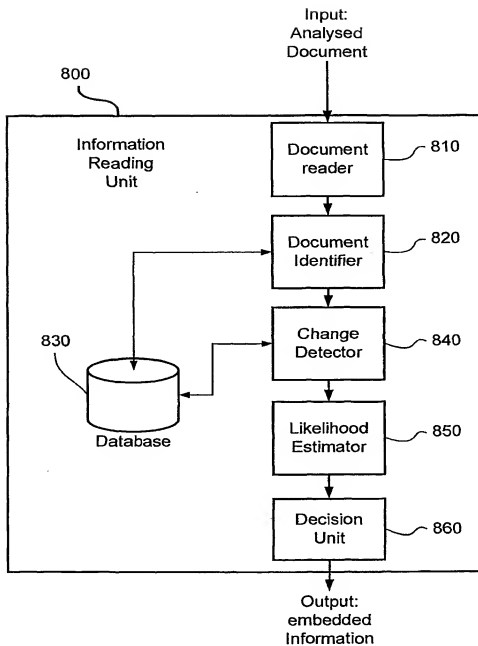 Input:
Analysed
Document
800
Information
Reading
Unit
Document
reader
810
Document
Identifier
820
830
Database
Change
Detector
840
Likelihood
Estimator
850
Decision
Unit
860
Output:
embedded
Information